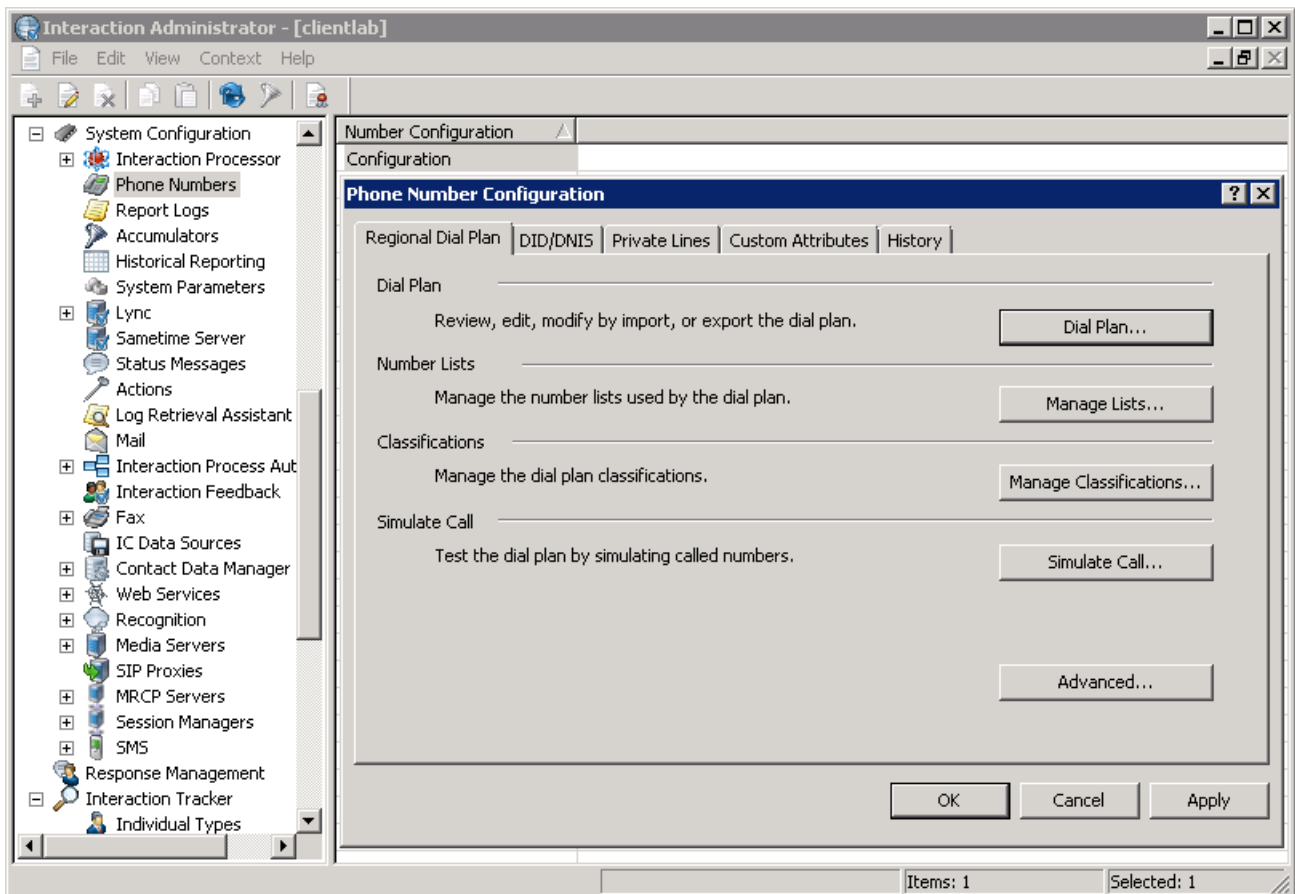 Interaction Administrator - [clientlab]
File Edit View Context Help
System Configuration
Interaction Processor
Phone Numbers
Report Logs
Accumulators
Historical Reporting
System Parameters
Lync
Sametime Server
Status Messages
Actions
Log Retrieval Assistant
Mail
Interaction Process Aut
Interaction Feedback
Fax
IC Data Sources
Contact Data Manager
Web Services
Recognition
Media Servers
SIP Proxies
MRCP Servers
Session Managers
SMS
Response Management
Interaction Tracker
Individual Types
Number Configuration
Configuration
Phone Number Configuration
Regional Dial Plan DID/DNIS Private Lines Custom Attributes History
Dial Plan
Review, edit, modify by import, or export the dial plan. Dial Plan...
Number Lists
Manage the number lists used by the dial plan. Manage Lists...
Classifications
Manage the dial plan classifications. Manage Classifications...
Simulate Call
Test the dial plan by simulating called numbers. Simulate Call...
Advanced...
OK Cancel Apply
Items: 1 Selected: 1